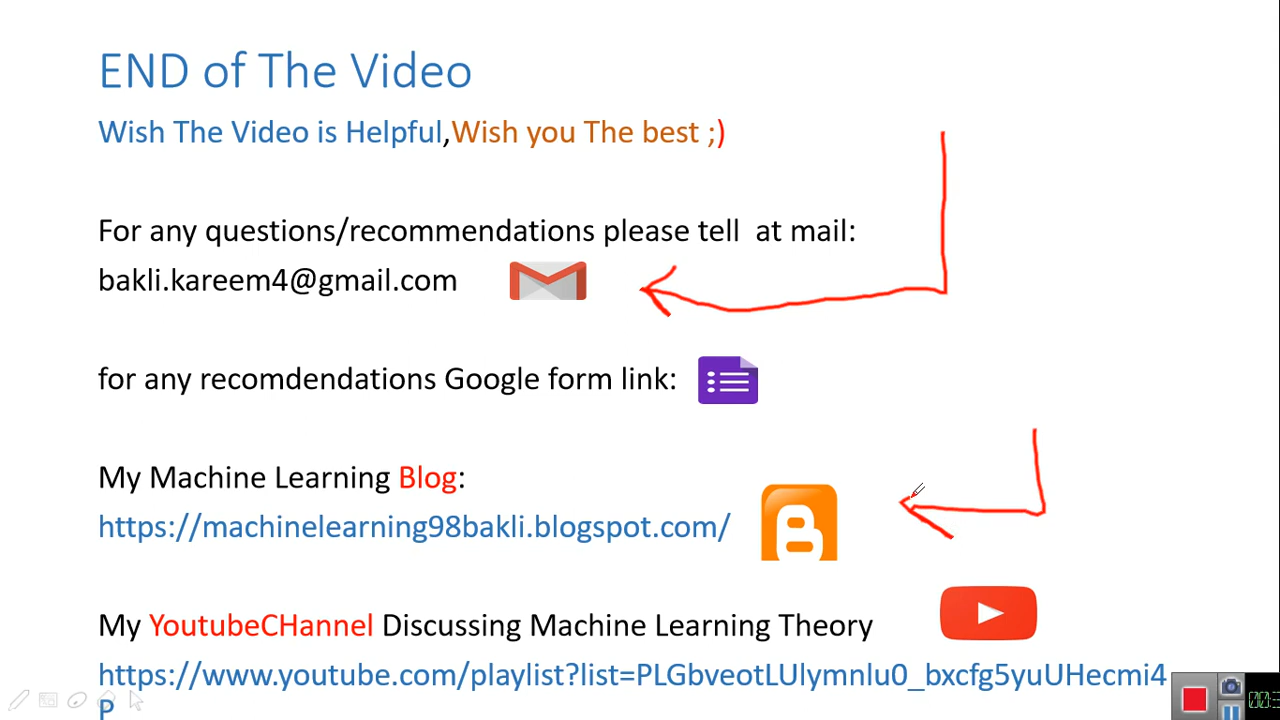 END of The Video
Wish The Video is Helpful,Wish you The best ;)
For any questions/recommendations please tell at mail:
bakli.kareem4@gmail.com
for any recomdendations Google form link:
My Machine Learning Blog:
https://machinelearning98bakli.blogspot.com/
My YoutubeCHannel Discussing Machine Learning Theory
https://www.youtube.com/playlist?list=PLGbveotLUlymnlu0_bxcfg5yuUHecmi4
P